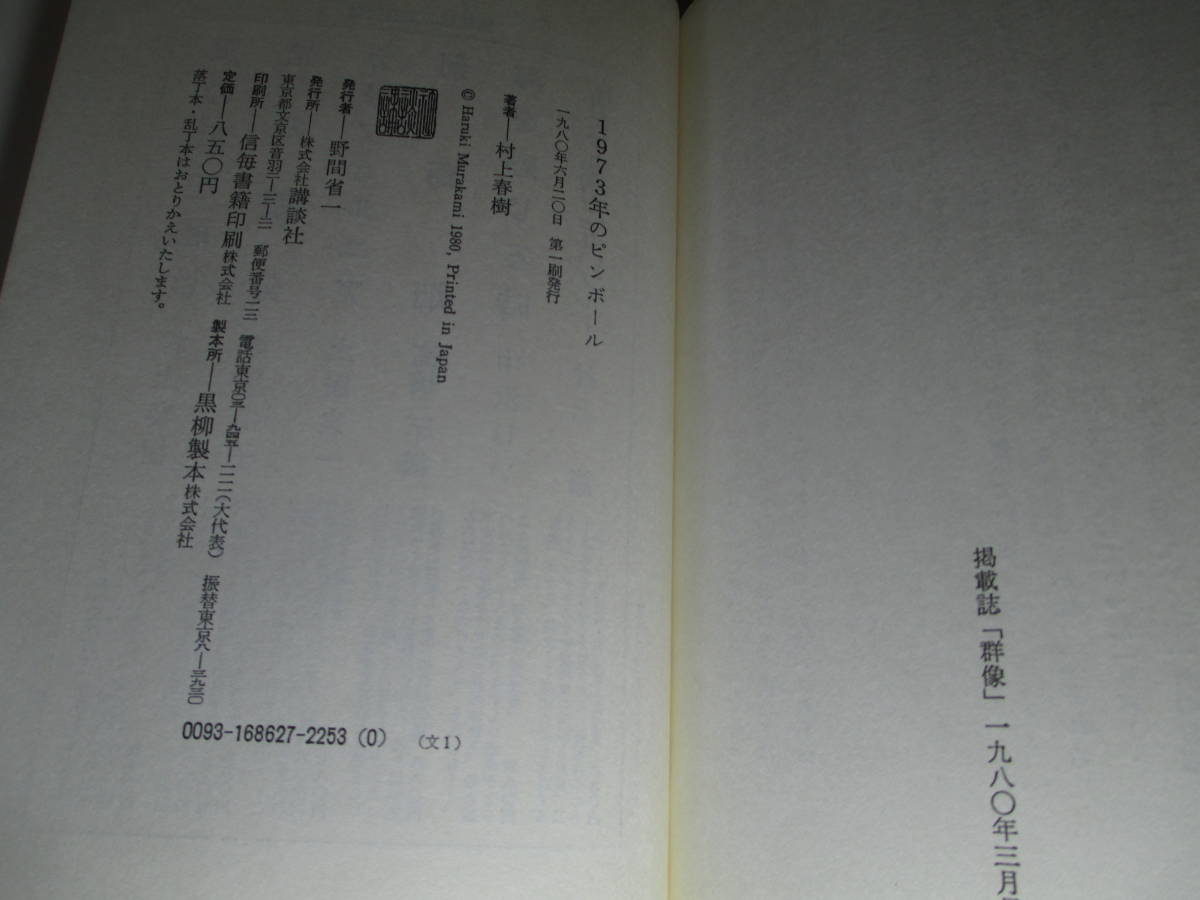 掲載誌「群像」一九八〇年三月
1973年のピンボール
一九八〇年六月二〇日 第一刷発行
著者―村上春樹
© Haruki Murakami 1980, Printed in Japan
発行者―野間省一
発行所―株式会社講談社
東京都文京区音羽二―一二―二一 郵便番号一一二 電話東京〇三―九四五―一一一一(大代表) 振替東京八―三九三〇
印刷所―信毎書籍印刷株式会社 製本所―黒柳製本株式会社
定価―八五〇円
落丁本・乱丁本はおとりかえいたします。
0093-168627-2253 (0) (文1)